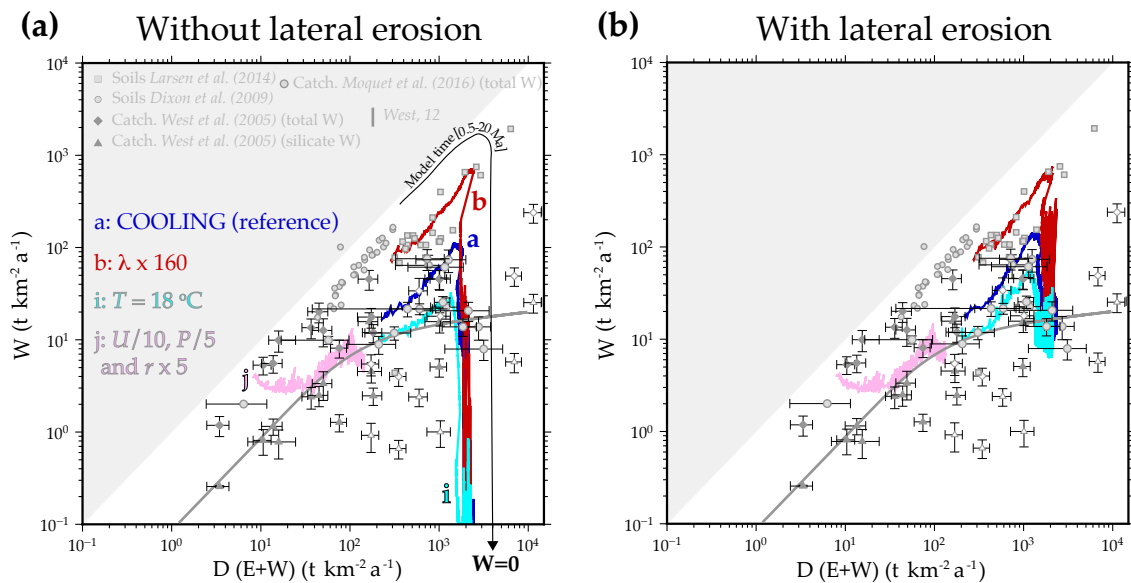 (a) Without lateral erosion
(b) With lateral erosion
Soils Larsen et al. (2014)
Catch. Moquet et al. (2016) (total W)
Soils Dixon et al. (2009)
Catch. West et al. (2005) (total W)
West, 12
Catch. West et al. (2005) (silicate W)
Model time [0.5-20 Ma]
a: COOLING (reference)
b: λ x 160
i: T = 18 °C
j: U/10, P/5
and r x 5
b
a
j
i
W=0
W (t km⁻² a⁻¹)
10⁴
10³
10²
10¹
10⁰
10⁻¹
10⁻¹ 10⁰ 10¹ 10² 10³ 10⁴
D (E+W) (t km⁻² a⁻¹)
W (t km⁻² a⁻¹)
10⁴
10³
10²
10¹
10⁰
10⁻¹
10⁻¹ 10⁰ 10¹ 10² 10³ 10⁴
D (E+W) (t km⁻² a⁻¹)